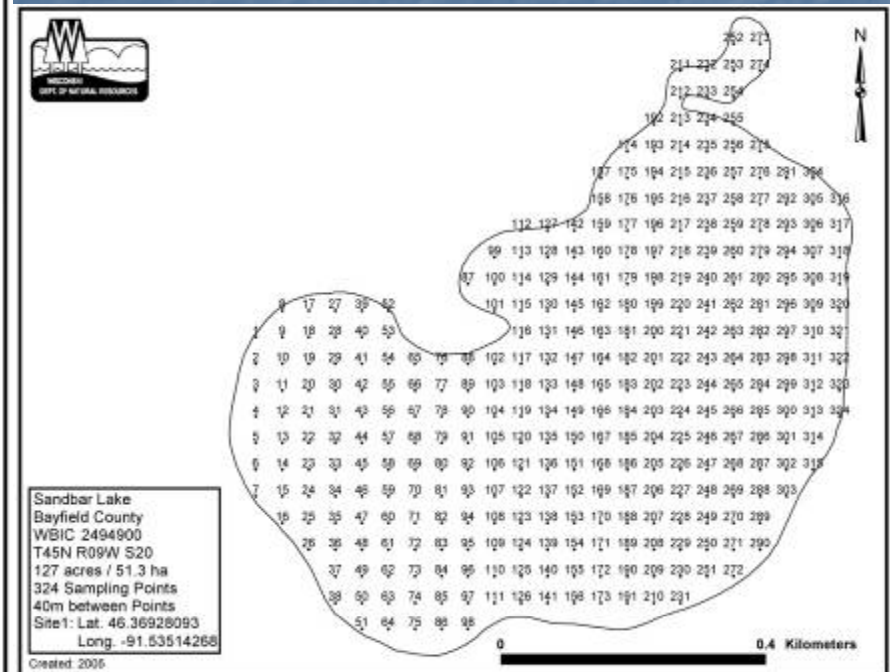 WISCONSIN
DEPT. OF NATURAL RESOURCES
N
252 273
211 232 253 274
212 233 254
192 213 234 255
174 193 214 235 256 275
157 175 194 215 236 257 276 291 304
158 176 195 216 237 258 277 292 305 316
112 127 142 159 177 196 217 238 259 278 293 306 317
99 113 128 143 160 178 197 218 239 260 279 294 307 318
87 100 114 129 144 161 179 198 219 240 261 280 295 308 319
8 17 27 39 52 101 115 130 145 162 180 199 220 241 262 281 296 309 320
1 9 18 28 40 53 116 131 146 163 181 200 221 242 263 282 297 310 321
2 10 19 29 41 54 65 76 88 102 117 132 147 164 182 201 222 243 264 283 298 311 322
3 11 20 30 42 55 66 77 89 103 118 133 148 165 183 202 223 244 265 284 299 312 323
4 12 21 31 43 56 67 78 90 104 119 134 149 166 184 203 224 245 266 285 300 313 324
5 13 22 32 44 57 68 79 91 105 120 135 150 167 185 204 225 246 267 286 301 314
6 14 23 33 45 58 69 80 92 106 121 136 151 168 186 205 226 247 268 287 302 315
7 15 24 34 46 59 70 81 93 107 122 137 152 169 187 206 227 248 269 288 303
16 25 35 47 60 71 82 94 108 123 138 153 170 188 207 228 249 270 289
26 36 48 61 72 83 95 109 124 139 154 171 189 208 229 250 271 290
37 49 62 73 84 96 110 125 140 155 172 190 209 230 251 272
38 50 63 74 85 97 111 126 141 156 173 191 210 231
51 64 75 86 98
Sandbar Lake
Bayfield County
WBIC 2494900
T45N R09W S20
127 acres / 51.3 ha
324 Sampling Points
40m between Points
Site1: Lat. 46.36928093
Long. -91.53514268
Created: 2005
0 0.4 Kilometers